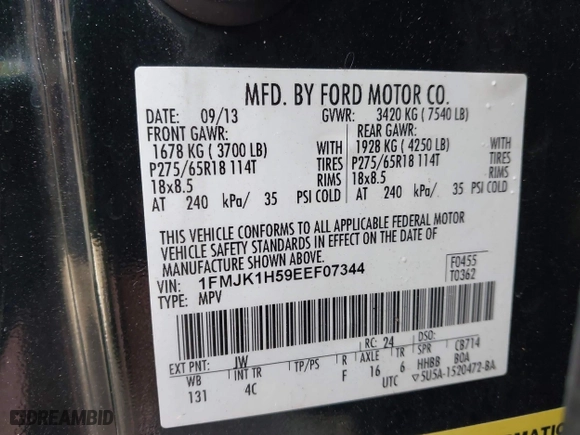 MFD. BY FORD MOTOR CO.
DATE: 09/13 GVWR: 3420 KG ( 7540 LB)
FRONT GAWR: REAR GAWR:
1678 KG ( 3700 LB) WITH 1928 KG ( 4250 LB) WITH
P275/65R18 114T TIRES P275/65R18 114T TIRES
18x8.5 RIMS 18x8.5 RIMS
AT 240 kPa/ 35 PSI COLD AT 240 kPa/ 35 PSI COLD
THIS VEHICLE CONFORMS TO ALL APPLICABLE FEDERAL MOTOR
VEHICLE SAFETY STANDARDS IN EFFECT ON THE DATE OF
MANUFACTURE SHOWN ABOVE.
VIN: 1FMJK1H59EEF07344 F0455
TYPE: MPV T0362
EXT PNT: JW RC: 24 DSO:
WB INT TR TP/PS R AXLE TR SPR CB714
131 4C F 16 6 HHBB BOA
UTC ▽5U5A-1520472-BA
DREAMBID
MATIO